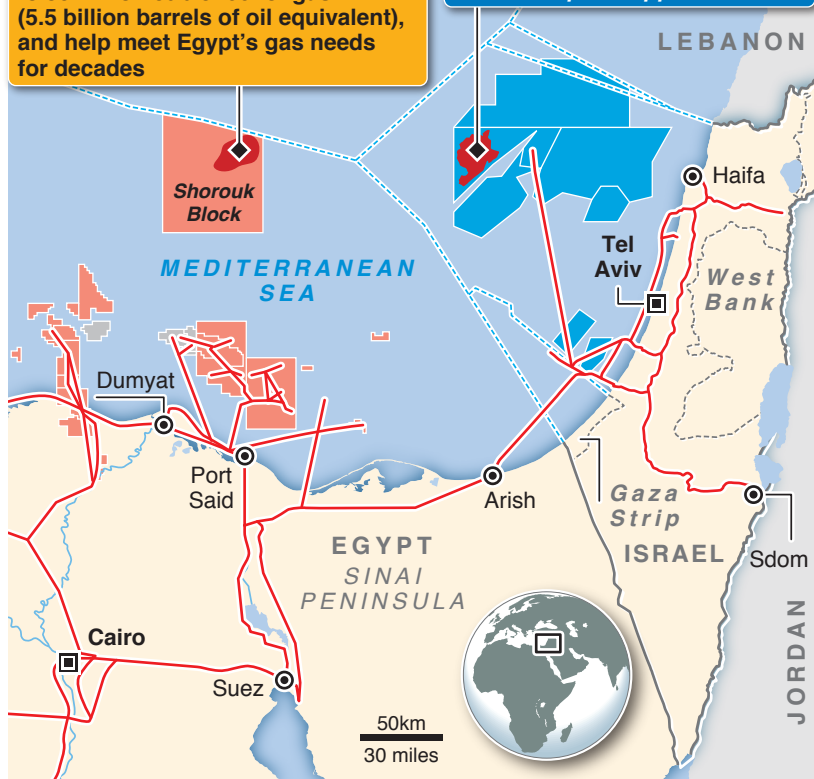 (5.5 billion barrels of oil equivalent),
and help meet Egypt's gas needs
for decades
LEBANON
Shorouk
Block
Haifa
MEDITERRANEAN
SEA
Tel
Aviv
West
Bank
Dumyat
Port
Said
Arish
Gaza
Strip
EGYPT
SINAI
PENINSULA
ISRAEL
Sdom
Cairo
Suez
JORDAN
50km
30 miles